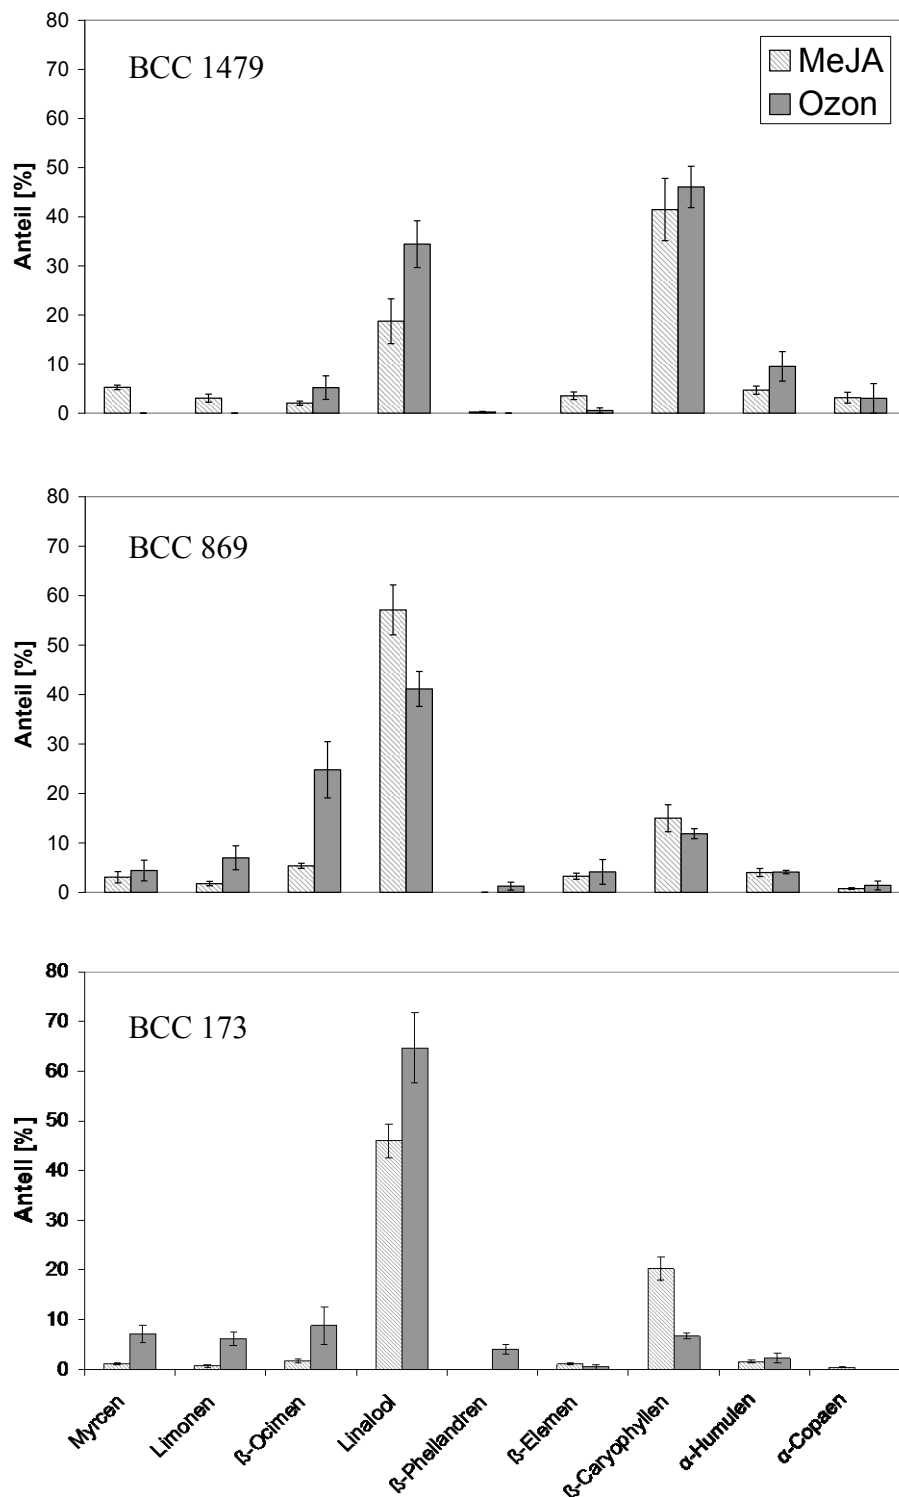 80
70
60
50
40
30
20
10
0
Anteil [%]
BCC 1479
MeJA
Ozon
80
70
60
50
40
30
20
10
0
Anteil [%]
BCC 869
80
70
60
50
40
30
20
10
0
Anteil [%]
BCC 173
Myrcen
Limonen
ß-Ocimen
Linalool
ß-Phellandren
ß-Elemen
ß-Caryophyllen
α-Humulen
α-Copaen